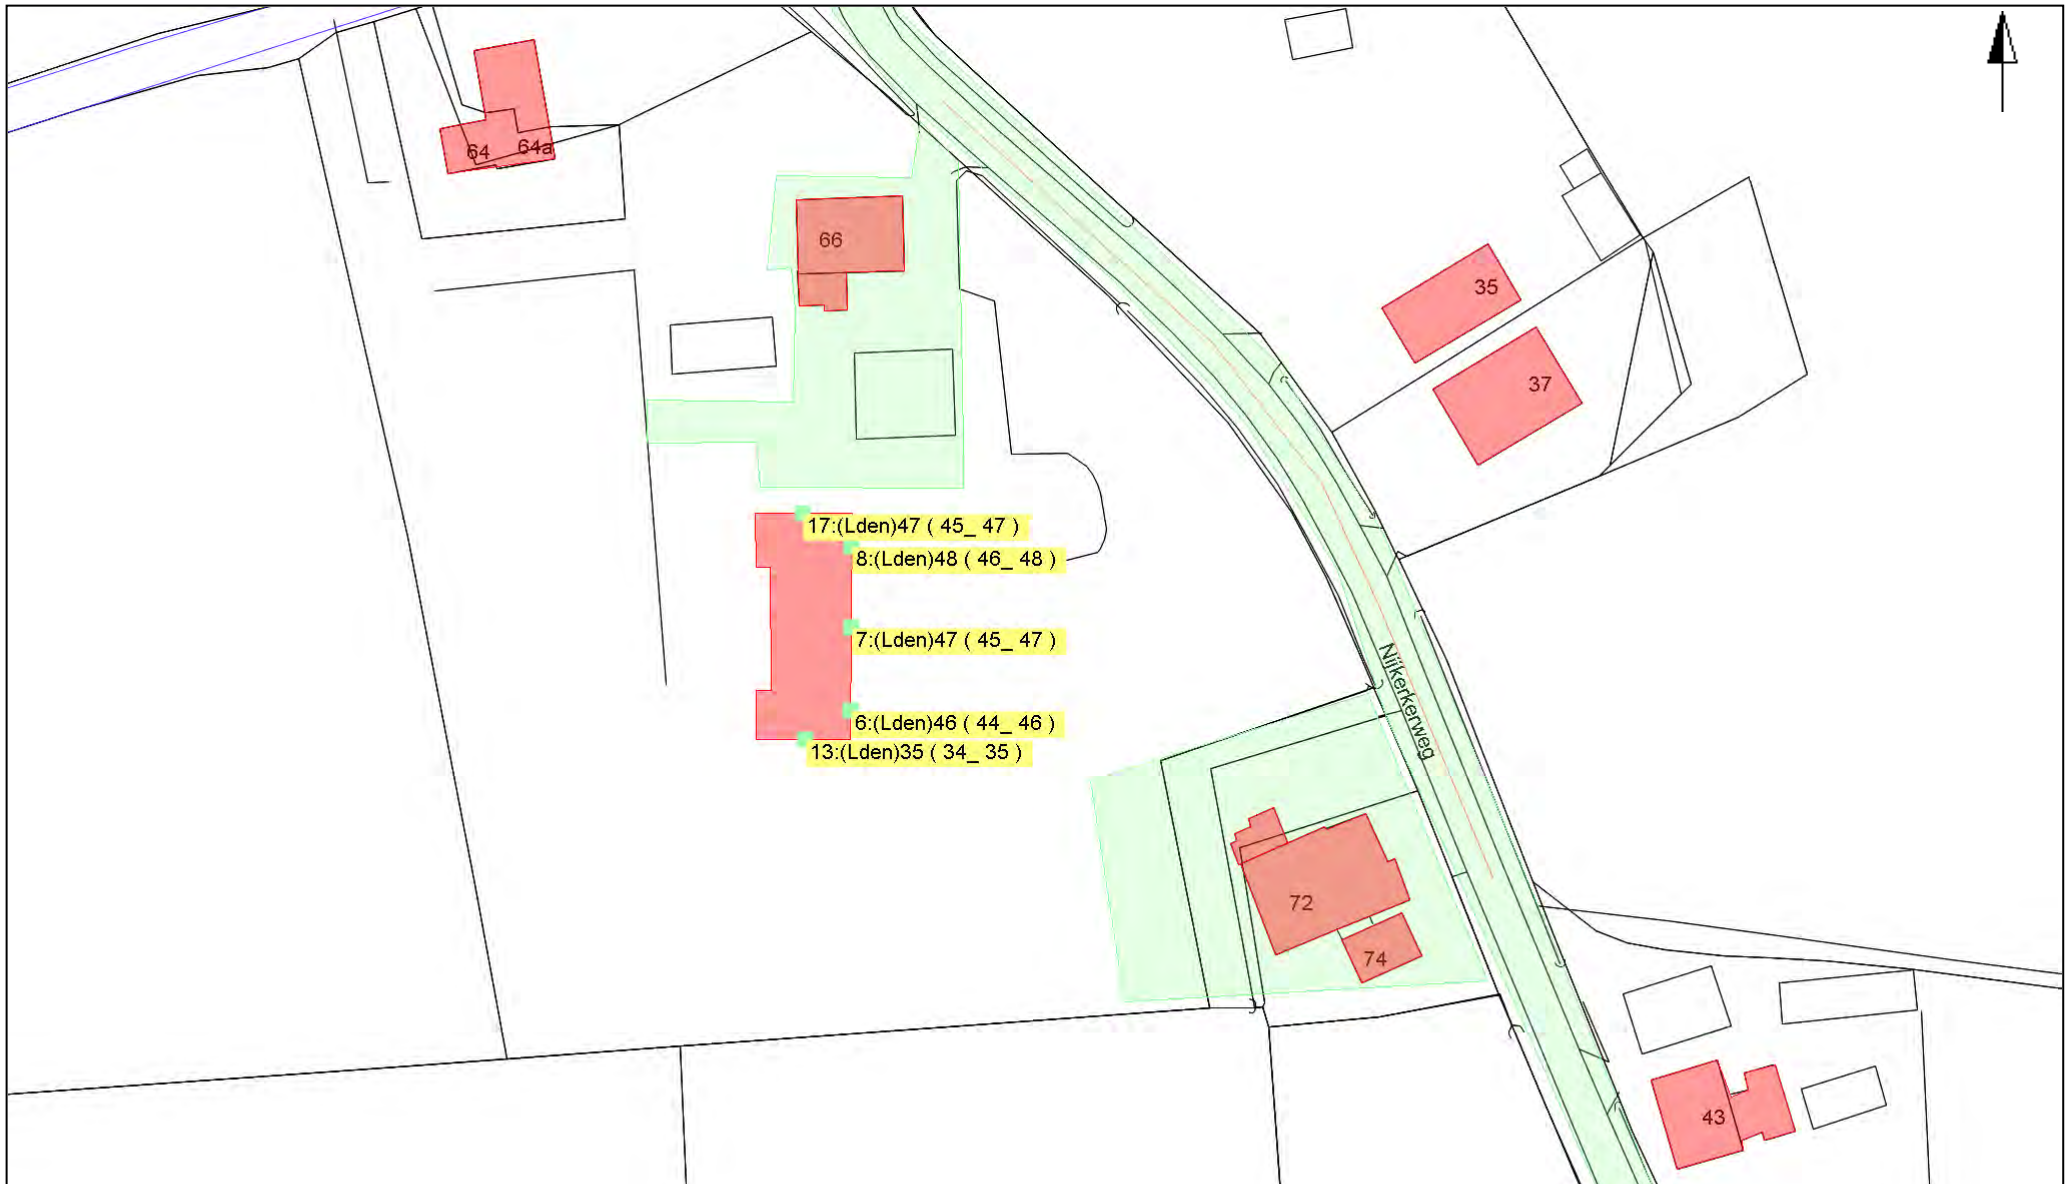 64
64a
66
35
37
17:(Lden)47 ( 45_ 47 )
8:(Lden)48 ( 46_ 48 )
7:(Lden)47 ( 45_ 47 )
6:(Lden)46 ( 44_ 46 )
13:(Lden)35 ( 34_ 35 )
Nijkerkerweg
72
74
43